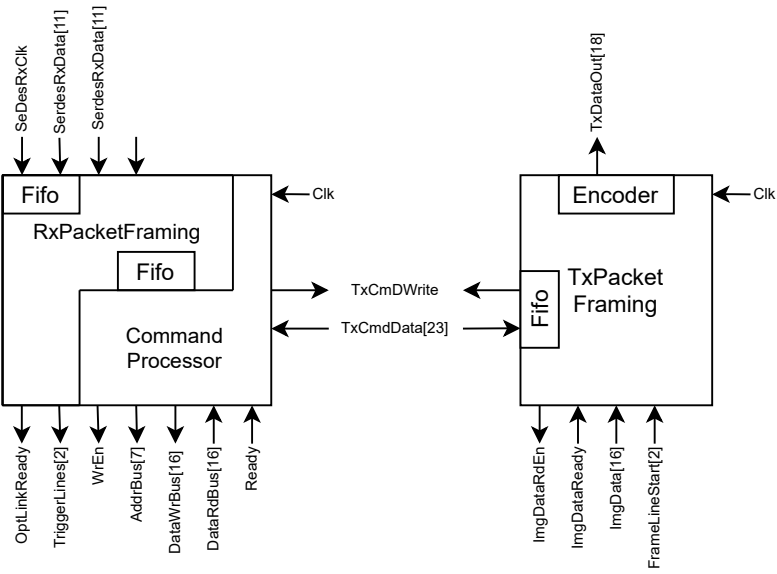 SeDesRxClk
SerdesRxData[11]
SerdesRxData[11]
TxDataOut[18]
Fifo
Clk
Encoder
Clk
RxPacketFraming
Fifo
TxCmDWrite
TxPacket
Framing
Fifo
TxCmdData[23]
Command
Processor
OptLinkReady
TriggerLines[2]
WrEn
AddrBus[7]
DataWrBus[16]
DataRdBus[16]
Ready
ImgDataRdEn
ImgDataReady
ImgData[16]
FrameLineStart[2]